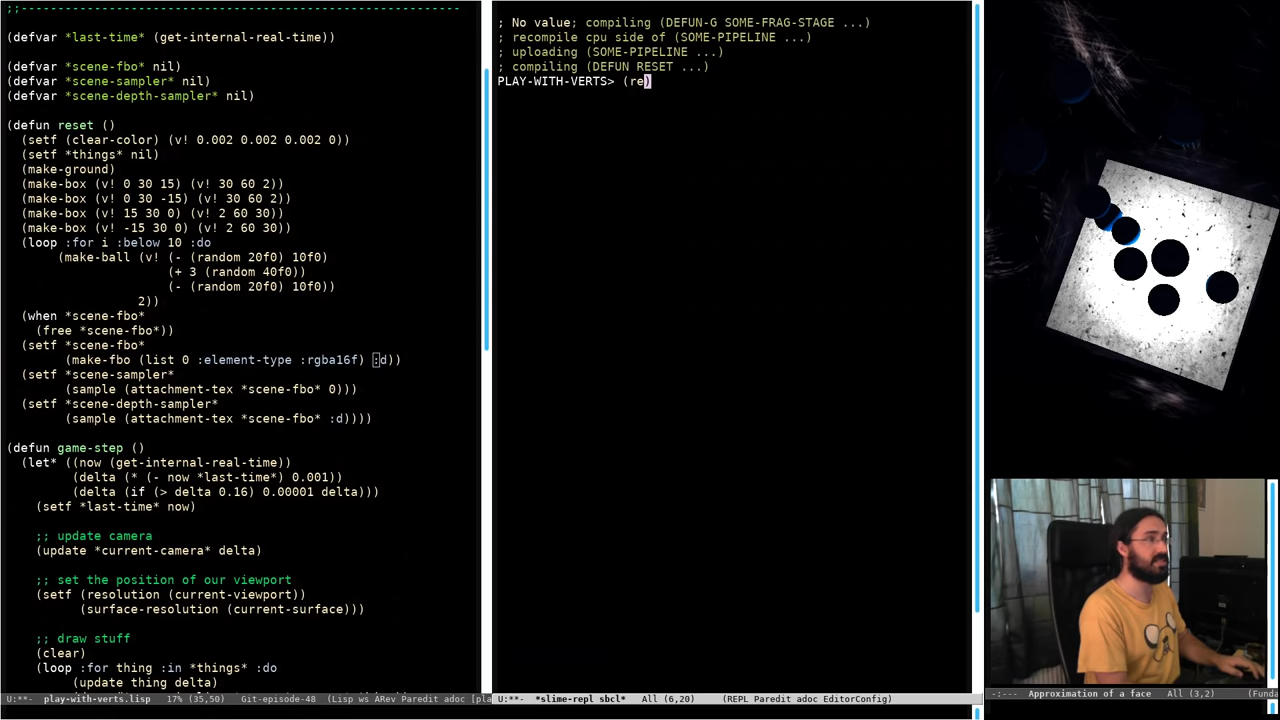 ;;------------------------------------------------------------
(defvar *last-time* (get-internal-real-time))
(defvar *scene-fbo* nil)
(defvar *scene-sampler* nil)
(defvar *scene-depth-sampler* nil)
(defun reset ()
(setf (clear-color) (v! 0.002 0.002 0.002 0))
(setf *things* nil)
(make-ground)
(make-box (v! 0 30 15) (v! 30 60 2))
(make-box (v! 0 30 -15) (v! 30 60 2))
(make-box (v! 15 30 0) (v! 2 60 30))
(make-box (v! -15 30 0) (v! 2 60 30))
(loop :for i :below 10 :do
(make-ball (v! (- (random 20f0) 10f0)
(+ 3 (random 40f0))
(- (random 20f0) 10f0))
2))
(when *scene-fbo*
(free *scene-fbo*))
(setf *scene-fbo*
(make-fbo (list 0 :element-type :rgba16f) :d))
(setf *scene-sampler*
(sample (attachment-tex *scene-fbo* 0)))
(setf *scene-depth-sampler*
(sample (attachment-tex *scene-fbo* :d))))
(defun game-step ()
(let* ((now (get-internal-real-time))
(delta (* (- now *last-time*) 0.001))
(delta (if (> delta 0.16) 0.00001 delta)))
(setf *last-time* now)
;; update camera
(update *current-camera* delta)
;; set the position of our viewport
(setf (resolution (current-viewport))
(surface-resolution (current-surface)))
;; draw stuff
(clear)
(loop :for thing :in *things* :do
(update thing delta)
U:**- play-with-verts.lisp 17% (35,50) Git-episode-48 (Lisp ws ARev Paredit adoc [pla
; No value; compiling (DEFUN-G SOME-FRAG-STAGE ...)
; recompile cpu side of (SOME-PIPELINE ...)
; uploading (SOME-PIPELINE ...)
; compiling (DEFUN RESET ...)
PLAY-WITH-VERTS> (re)
U:**- *slime-repl sbcl* All (6,20) (REPL Paredit adoc EditorConfig)
-:--- Approximation of a face All (3,2) (Funda